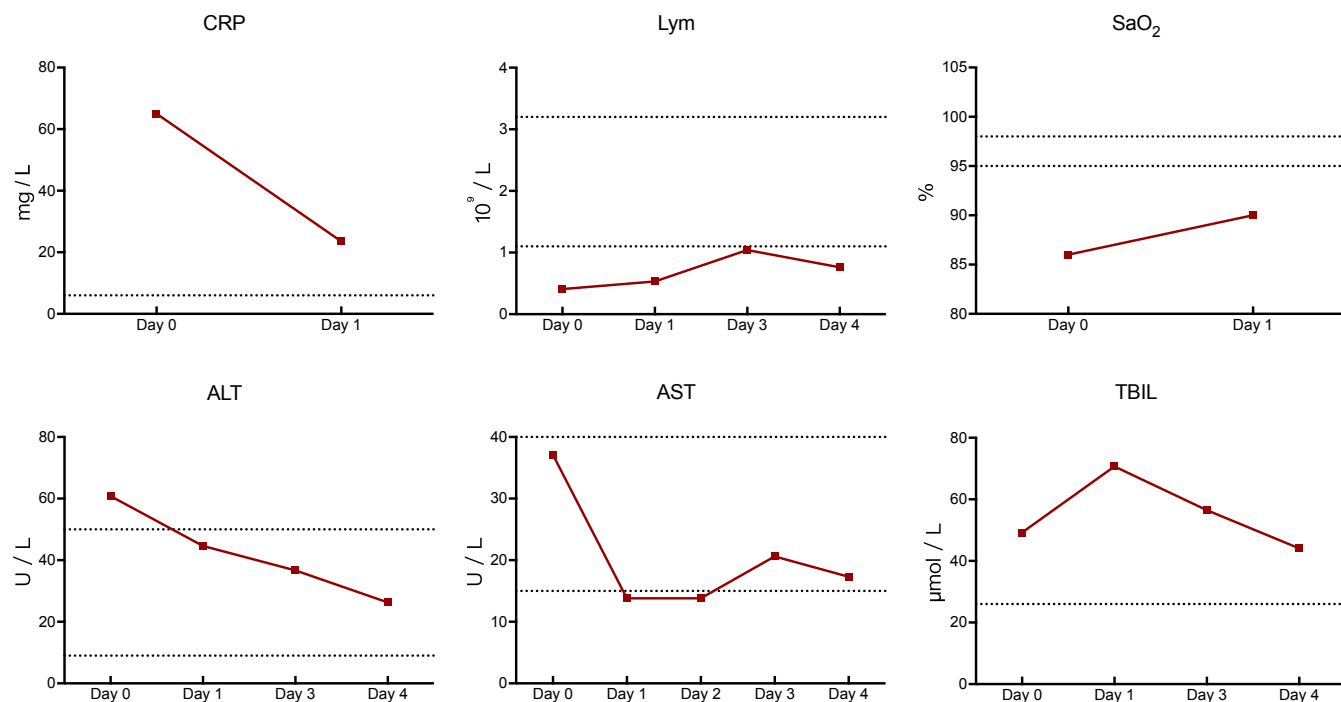 CRP
mg / L
80
60
40
20
0
Day 0 Day 1
Lym
10⁹ / L
4
3
2
1
0
Day 0 Day 1 Day 3 Day 4
SaO₂
%
105
100
95
90
85
80
Day 0 Day 1
ALT
U / L
80
60
40
20
0
Day 0 Day 1 Day 3 Day 4
AST
U / L
40
30
20
10
0
Day 0 Day 1 Day 2 Day 3 Day 4
TBIL
μmol / L
80
60
40
20
0
Day 0 Day 1 Day 3 Day 4